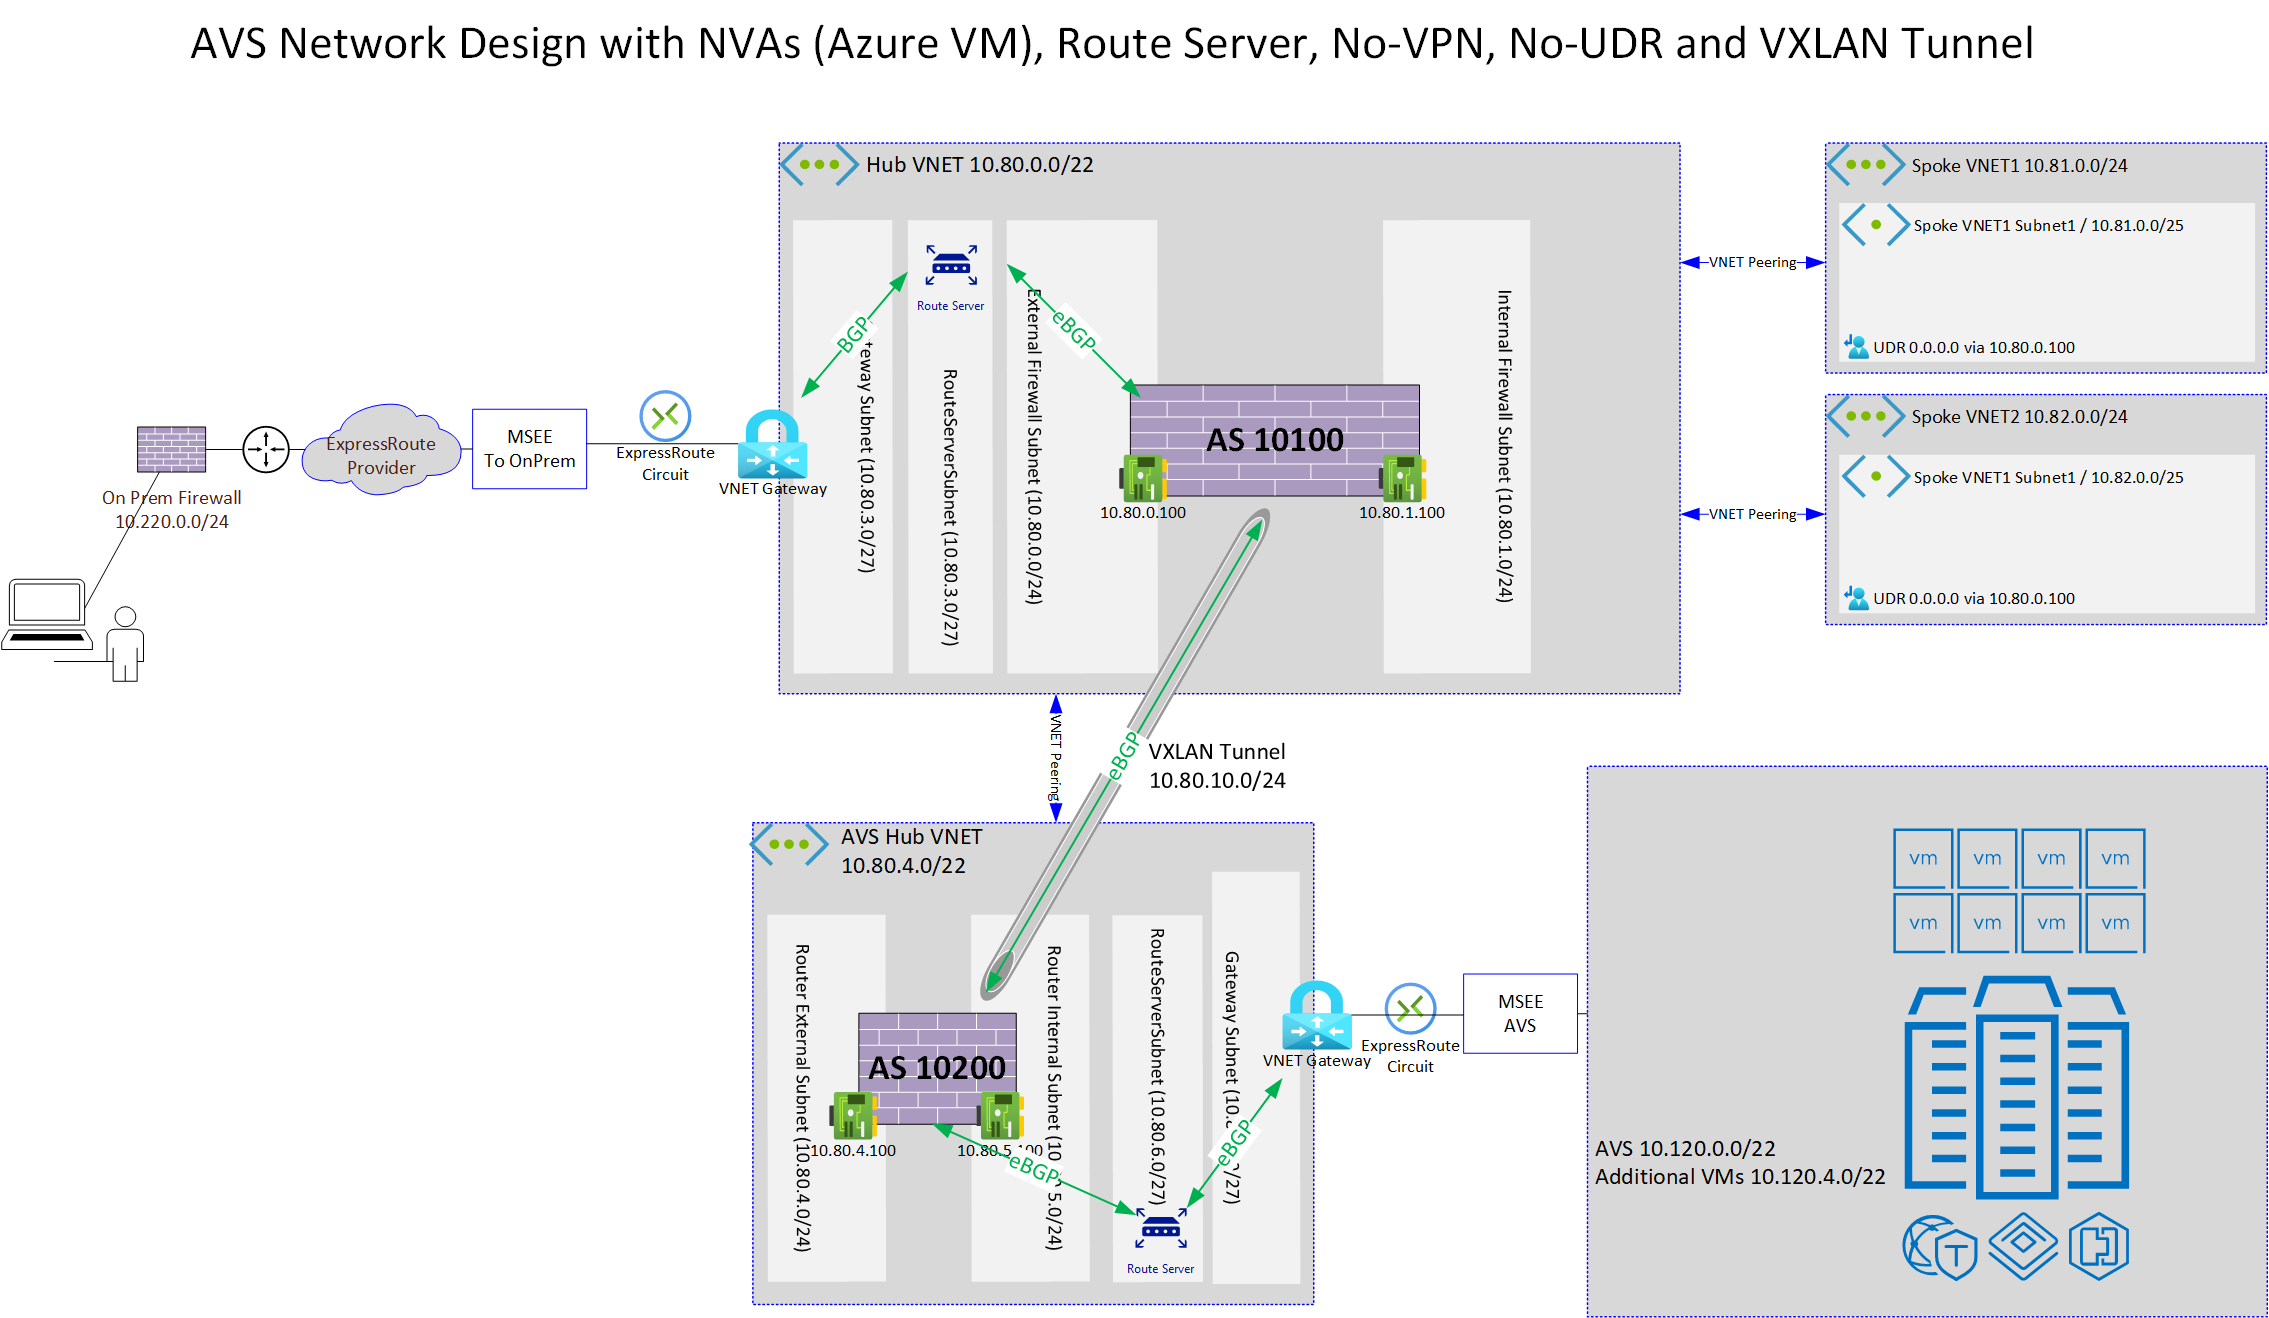 AVS Network Design with NVAs (Azure VM), Route Server, No-VPN, No-UDR and VXLAN Tunnel
Hub VNET 10.80.0.0/22
Route Server
BGP
eBGP
eway Subnet (10.80.3.0/27)
RouteServerSubnet (10.80.3.0/27)
External Firewall Subnet (10.80.0.0/24)
Internal Firewall Subnet (10.80.1.0/24)
AS 10100
10.80.0.100
10.80.1.100
On Prem Firewall
10.220.0.0/24
ExpressRoute
Provider
MSEE
To OnPrem
ExpressRoute
Circuit
VNET Gateway
VNET Peering
VNET Peering
Spoke VNET1 10.81.0.0/24
Spoke VNET1 Subnet1 / 10.81.0.0/25
UDR 0.0.0.0 via 10.80.0.100
Spoke VNET2 10.82.0.0/24
Spoke VNET1 Subnet1 / 10.82.0.0/25
UDR 0.0.0.0 via 10.80.0.100
VNET Peering
eBGP
VXLAN Tunnel
10.80.10.0/24
AVS Hub VNET
10.80.4.0/22
Router External Subnet (10.80.4.0/24)
Router Internal Subnet (10 5.0/24)
RouteServerSubnet (10.80.6.0/27)
Gateway Subnet (10. 0/27)
AS 10200
10.80.4.100
10.80.5.100
eBGP
eBGP
Route Server
VNET Gateway
ExpressRoute
Circuit
MSEE
AVS
vm vm vm vm
vm vm vm vm
AVS 10.120.0.0/22
Additional VMs 10.120.4.0/22
T